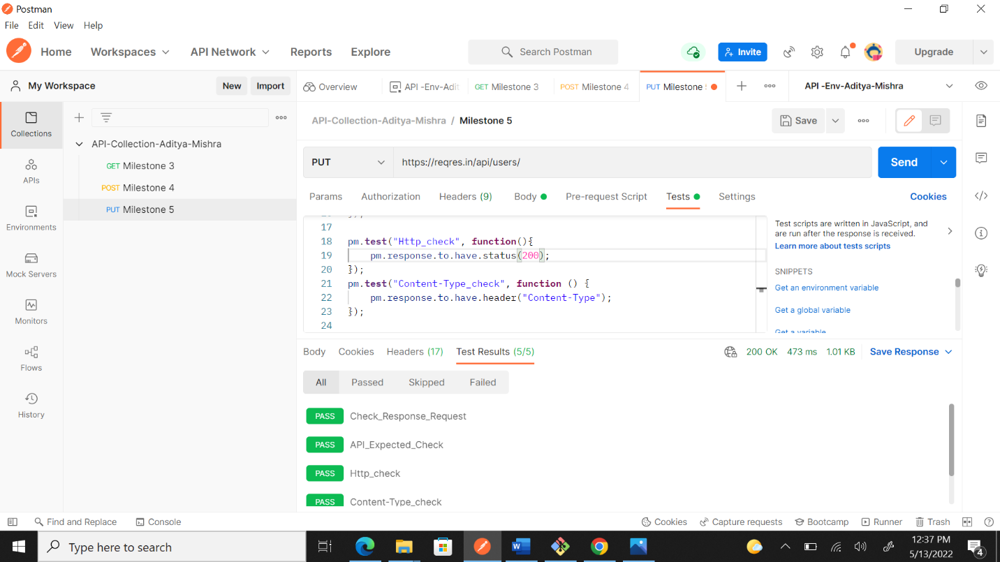 Postman
File Edit View Help
Home Workspaces API Network Reports Explore Search Postman Invite Upgrade
My Workspace New Import
Overview API -Env-Adit GET Milestone 3 POST Milestone 4 PUT Milestone API -Env-Aditya-Mishra
Collections
APIs
Environments
Mock Servers
Monitors
Flows
History
API-Collection-Aditya-Mishra
GET Milestone 3
POST Milestone 4
PUT Milestone 5
API-Collection-Aditya-Mishra / Milestone 5 Save
PUT https://reqres.in/api/users/ Send
Params Authorization Headers (9) Body Pre-request Script Tests Settings Cookies
17
18 pm.test("Http_check", function(){
19 pm.response.to.have.status(200);
20 });
21 pm.test("Content-Type_check", function () {
22 pm.response.to.have.header("Content-Type");
23 });
24
Test scripts are written in JavaScript, and
are run after the response is received.
Learn more about tests scripts
SNIPPETS
Get an environment variable
Get a global variable
Get a variable
Body Cookies Headers (17) Test Results (5/5) 200 OK 473 ms 1.01 KB Save Response
All Passed Skipped Failed
PASS Check_Response_Request
PASS API_Expected_Check
PASS Http_check
PASS Content-Type_check
Find and Replace Console Cookies Capture requests Bootcamp Runner Trash
Type here to search
12:37 PM
5/13/2022
4